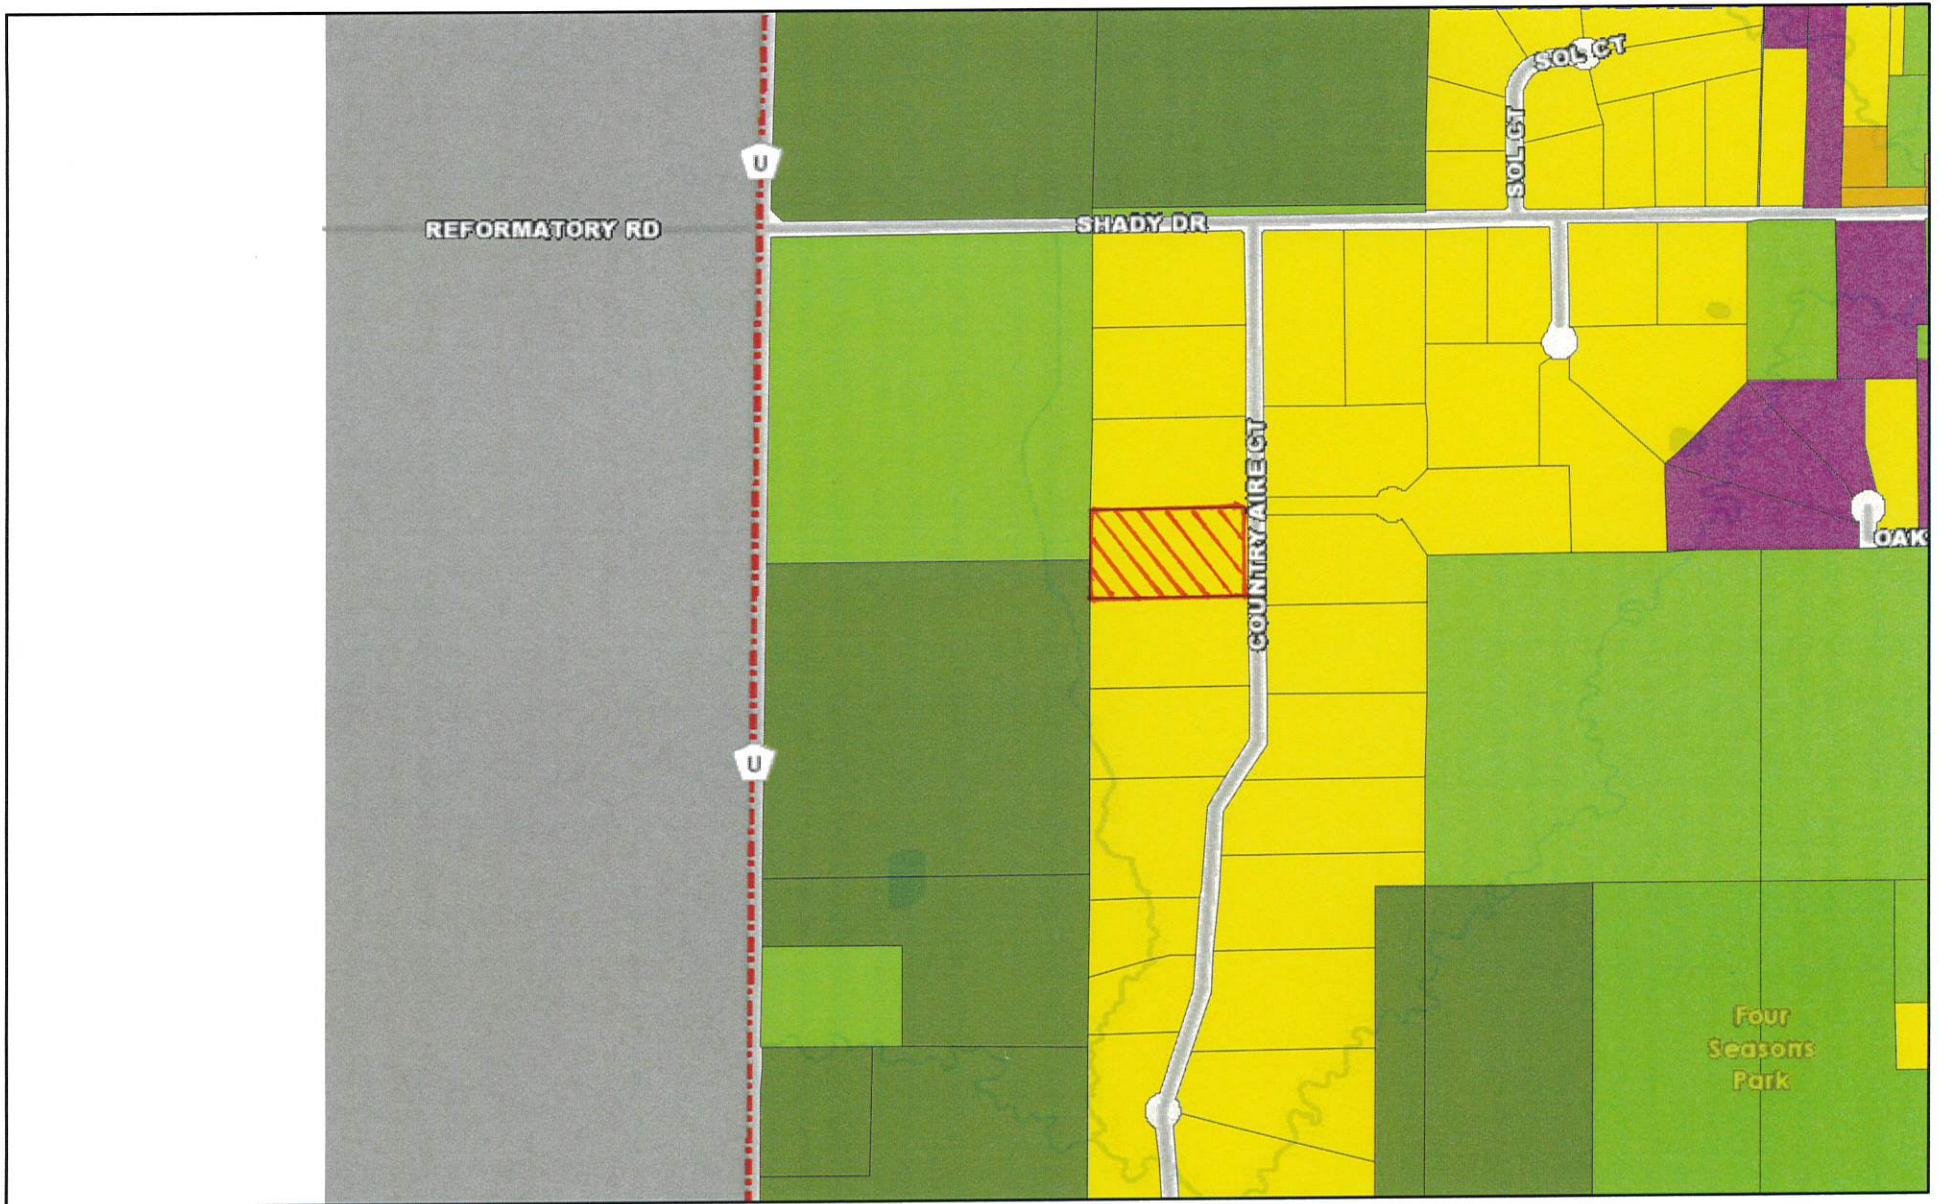 SOL CT
SOL CT
U
REFORMATORY RD
SHADY DR
COUNTRY AIRE CT
OAK
U
Four
Seasons
Park